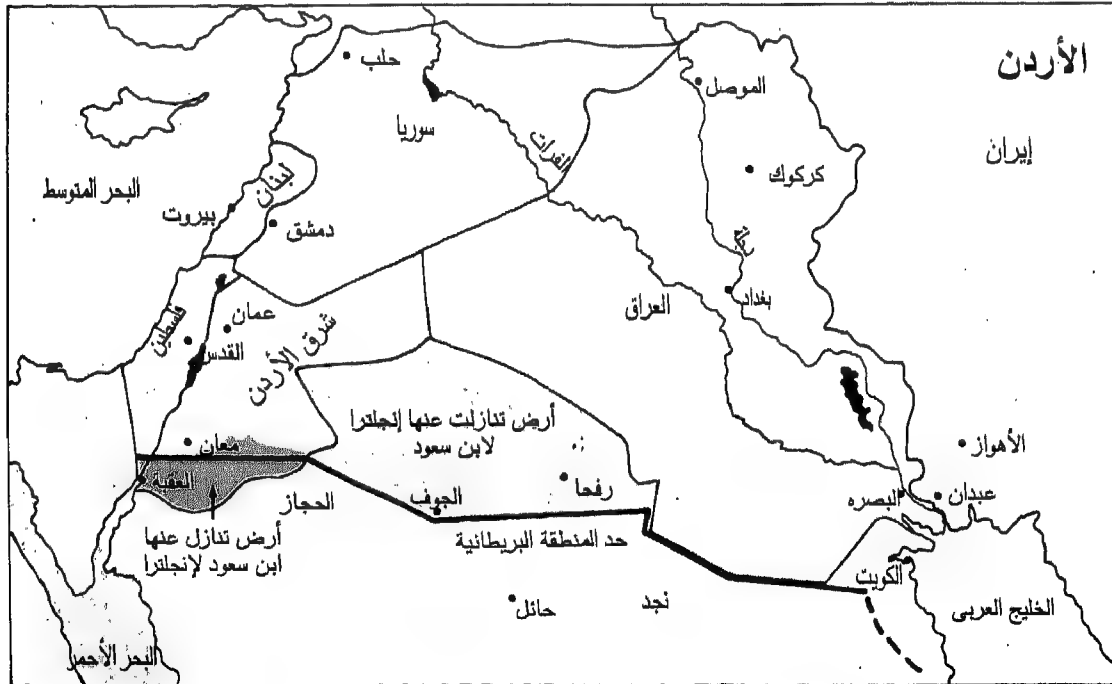 الأردن
حلب
الموصل
إيران
سوريا
الفرات
كركوك
البحر المتوسط
لبنان
بيروت
دمشق
بغداد
العراق
فلسطين
عمان
القدس
شرق الأردن
أرض تنازلت عنها إنجلترا
لابن سعود
معان
الأهواز
العقبة
رفحا
الحجاز
الجوف
البصره
عبدان
أرض تنازل عنها
ابن سعود لإنجلترا
حد المنطقة البريطانية
الكويت
حائل
نجد
الخليج العربى
البحر الأحمر